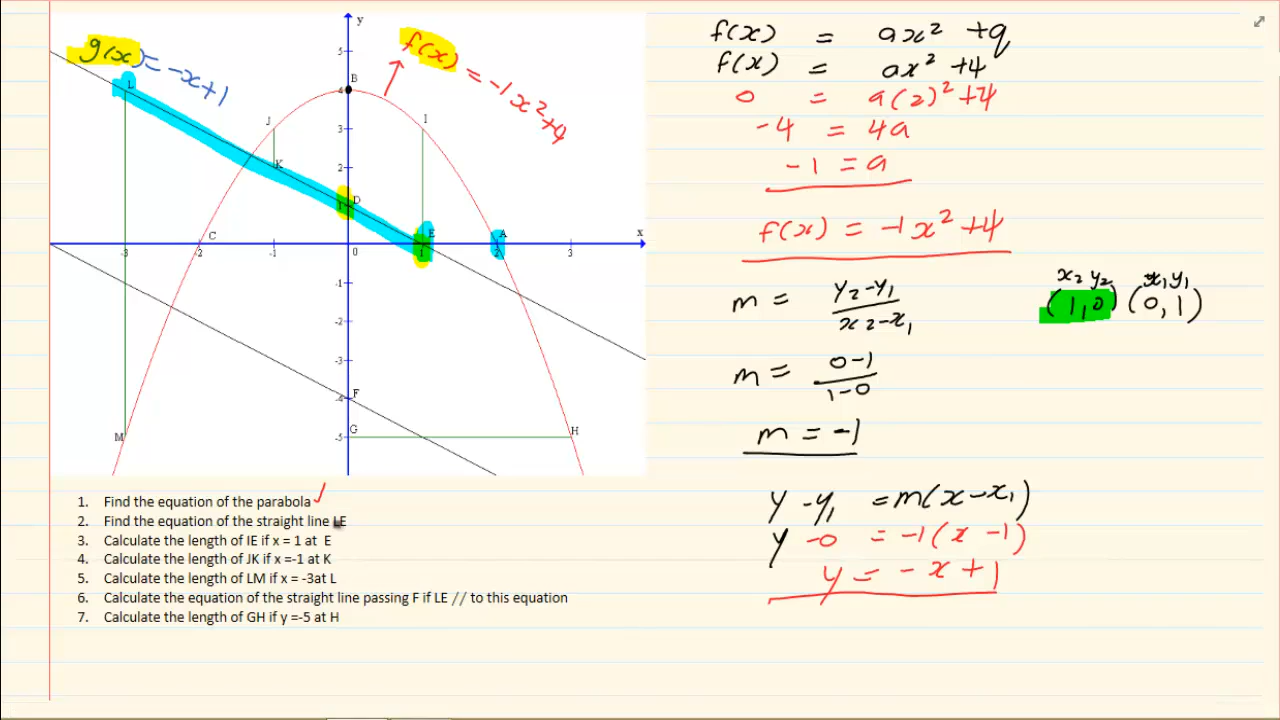 y
g(x) = -x+1
f(x) = -1x²+4
5
B
4
L
J
I
3
K
2
D
1
C
E
A
x
-3
-2
-1
0
1
2
3
-1
-2
-3
F
-4
M
G
H
-5
1. Find the equation of the parabola
2. Find the equation of the straight line LE
3. Calculate the length of IE if x = 1 at E
4. Calculate the length of JK if x =-1 at K
5. Calculate the length of LM if x = -3at L
6. Calculate the equation of the straight line passing F if LE // to this equation
7. Calculate the length of GH if y =-5 at H
f(x) = ax² +q
f(x) = ax² +4
0 = a(2)²+4
-4 = 4a
-1 = a
f(x) = -1x²+4
m = y₂-y₁ / x₂-x₁
x₂ y₂ x₁ y₁
(1,0) (0,1)
m = 0-1 / 1-0
m = -1
y -y₁ = m(x-x₁)
y -0 = -1(x -1)
y = -x+1